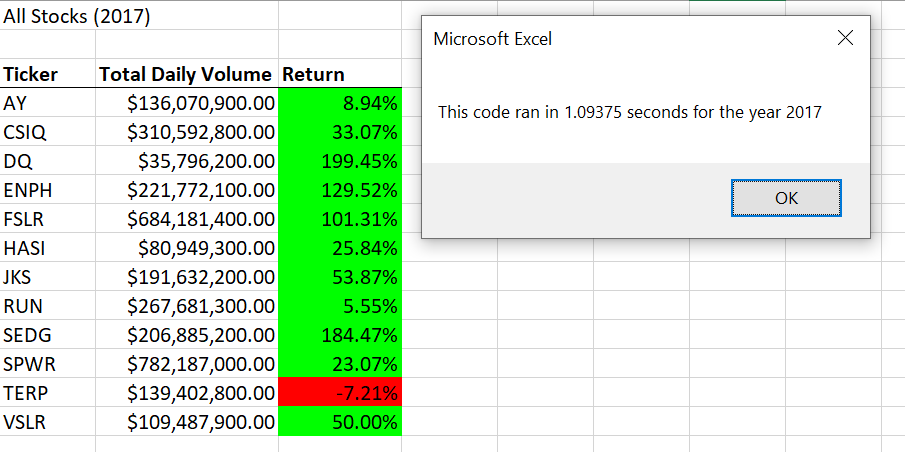 All Stocks (2017)
Ticker Total Daily Volume Return
AY $136,070,900.00 8.94%
CSIQ $310,592,800.00 33.07%
DQ $35,796,200.00 199.45%
ENPH $221,772,100.00 129.52%
FSLR $684,181,400.00 101.31%
HASI $80,949,300.00 25.84%
JKS $191,632,200.00 53.87%
RUN $267,681,300.00 5.55%
SEDG $206,885,200.00 184.47%
SPWR $782,187,000.00 23.07%
TERP $139,402,800.00 -7.21%
VSLR $109,487,900.00 50.00%
Microsoft Excel
This code ran in 1.09375 seconds for the year 2017
OK